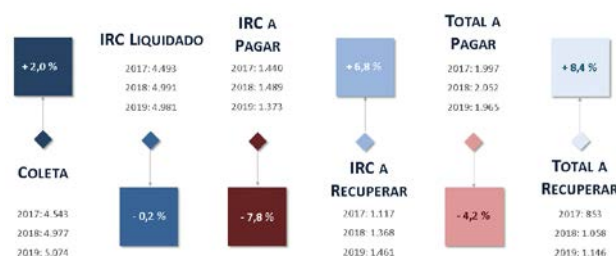 +2,0 %
COLETA
2017: 4.543
2018: 4.977
2019: 5.074
IRC LIQUIDADO
2017: 4.493
2018: 4.991
2019: 4.981
- 0,2 %
IRC A
PAGAR
2017: 1.440
2018: 1.489
2019: 1.373
- 7,8 %
+6,8 %
IRC A
RECUPERAR
2017: 1.117
2018: 1.368
2019: 1.461
TOTAL A
PAGAR
2017: 1.997
2018: 2.052
2019: 1.965
- 4,2 %
+ 8,4 %
TOTAL A
RECUPERAR
2017: 853
2018: 1.058
2019: 1.146